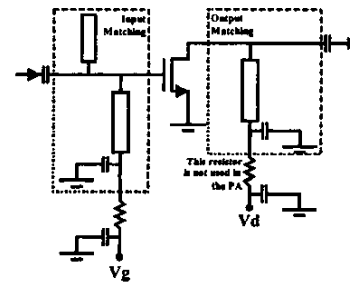 Input
Matching
Output
Matching
This resistor
is not used in
the PA
Vd
Vg